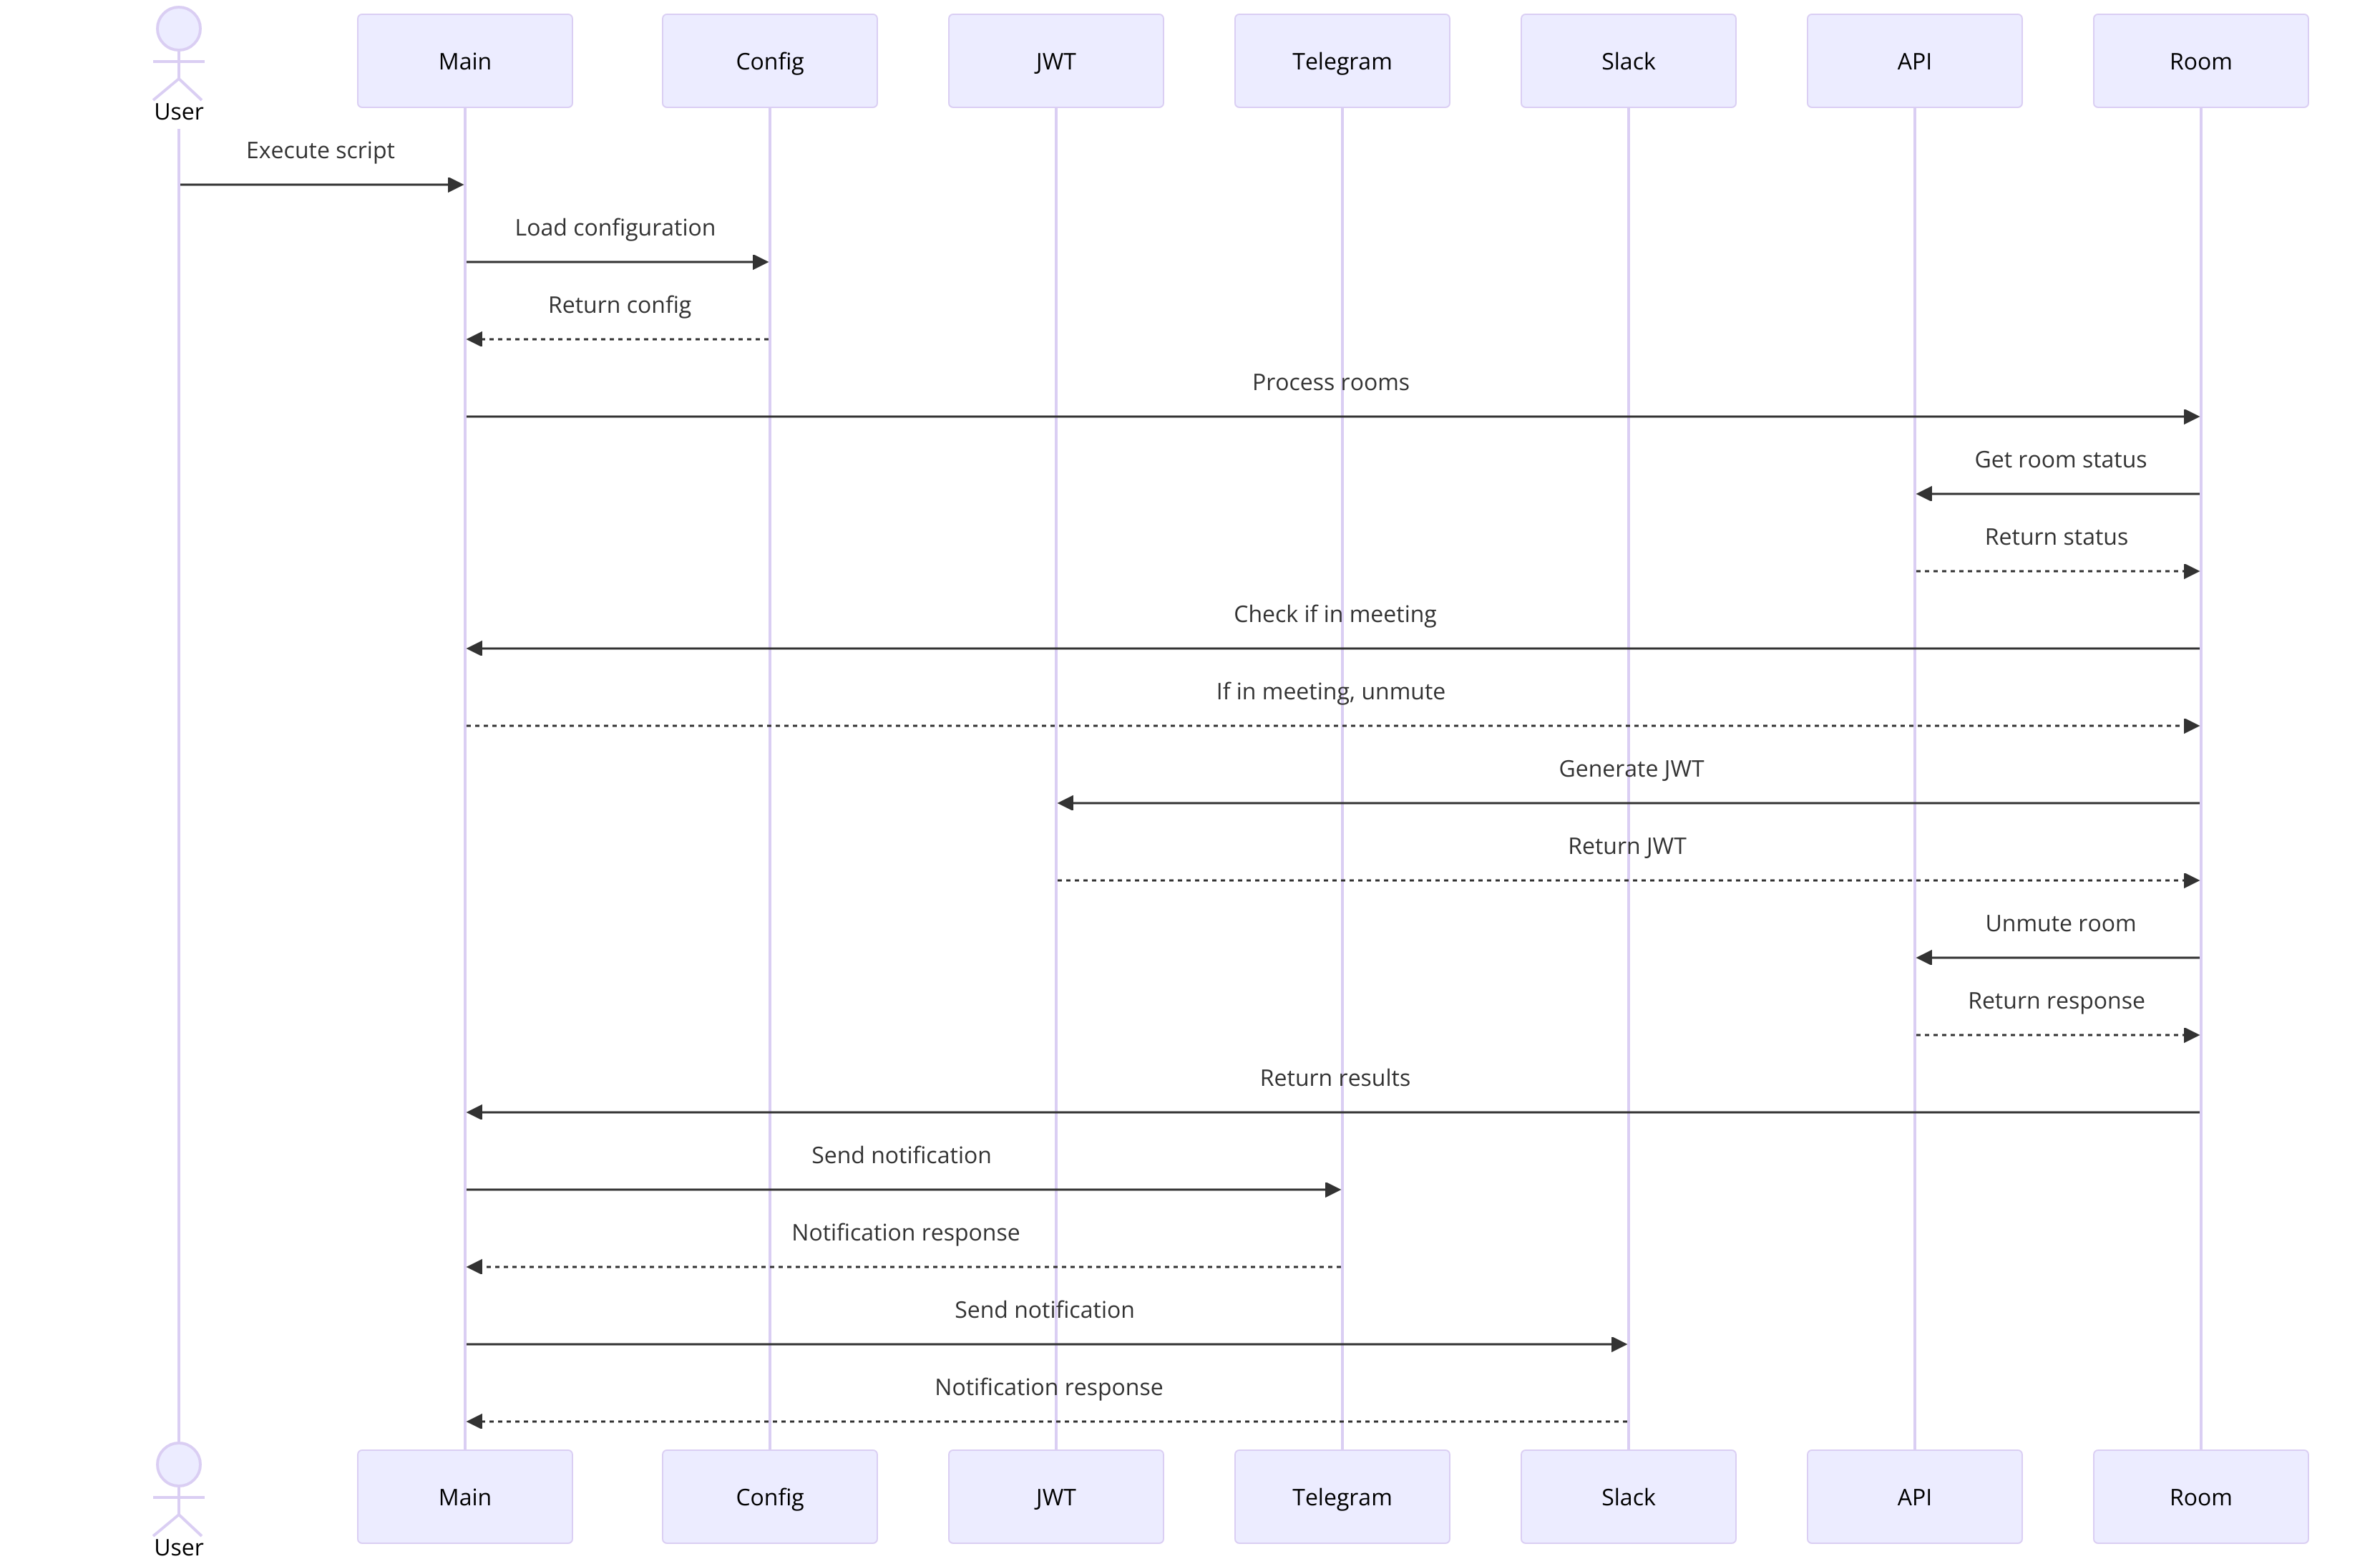 User
Main
Config
JWT
Telegram
Slack
API
Room
Execute script
Load configuration
Return config
Process rooms
Get room status
Return status
Check if in meeting
If in meeting, unmute
Generate JWT
Return JWT
Unmute room
Return response
Return results
Send notification
Notification response
Send notification
Notification response
User
Main
Config
JWT
Telegram
Slack
API
Room